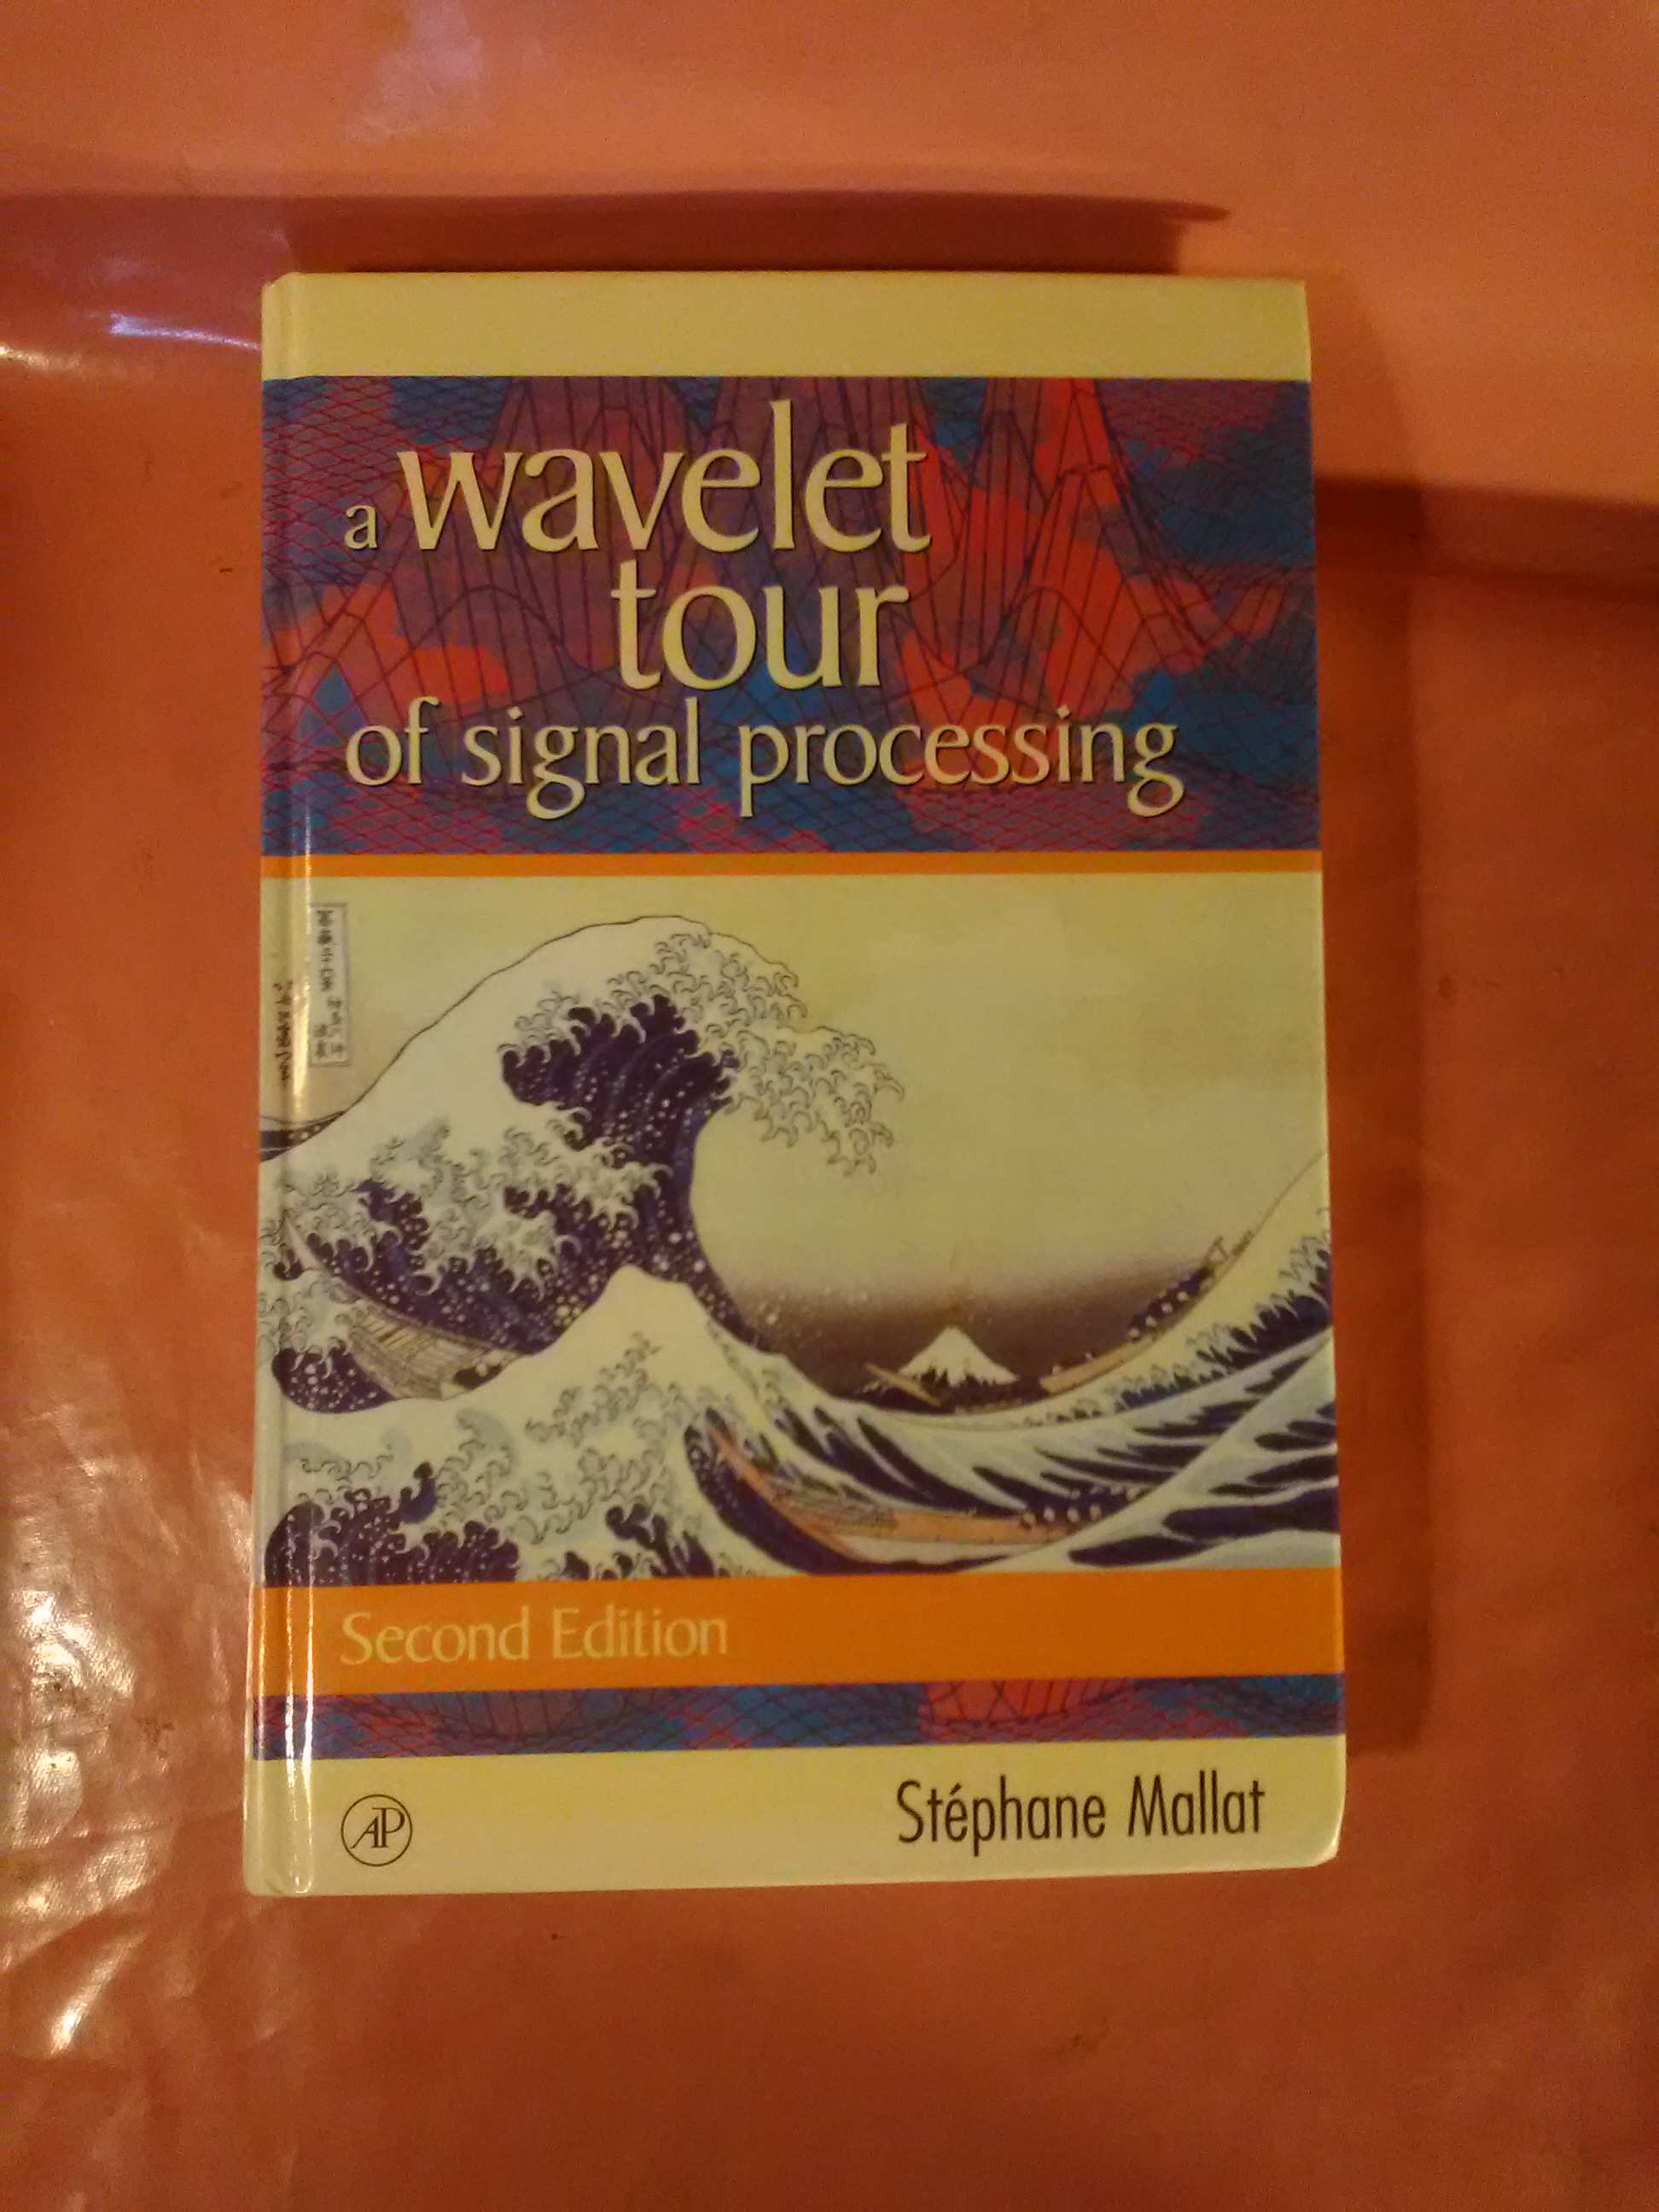 a wavelet
tour
of signal processing
Second Edition
Stéphane Mallat
AP